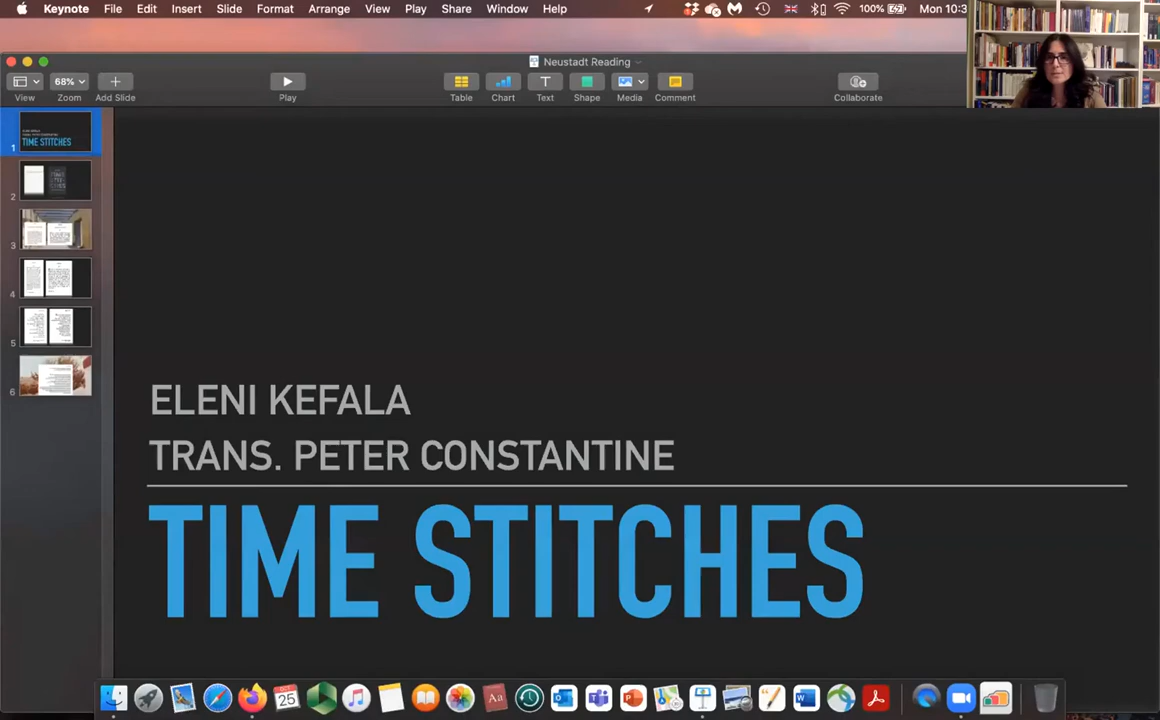 Keynote File Edit Insert Slide Format Arrange View Play Share Window Help 100% Mon 10:3
Neustadt Reading
68%
View Zoom Add Slide Play Table Chart Text Shape Media Comment Collaborate
1
TIME STITCHES
2
3
4
5
6
ELENI KEFALA
TRANS. PETER CONSTANTINE
TIME STITCHES
OCT
25
Aa